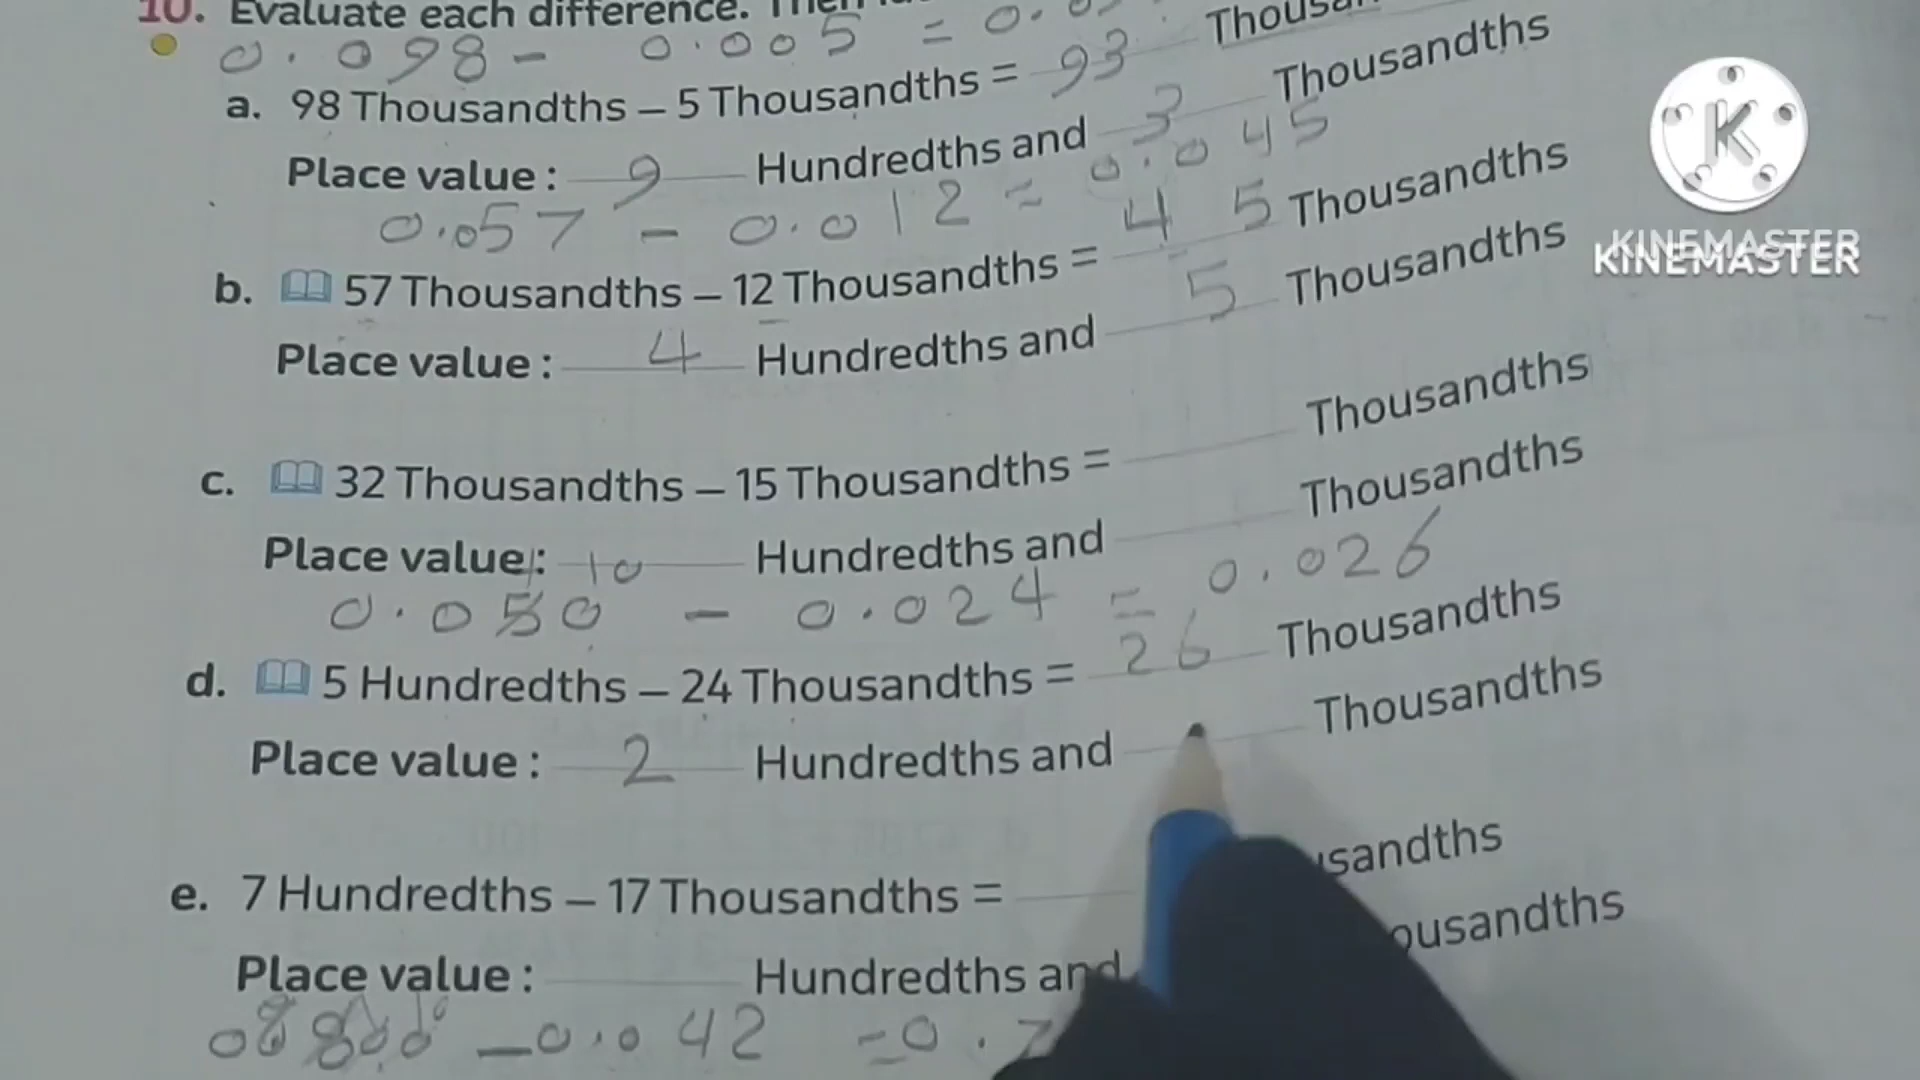 10. Evaluate each difference.
0.098 - 0.005 = 0.
a. 98 Thousandths – 5 Thousandths = 93
Place value : 9 Hundredths and 3 Thousandths
0.057 - 0.012 = 0.045
b. 57 Thousandths – 12 Thousandths = 45 Thousandths
Place value : 4 Hundredths and 5 Thousandths
c. 32 Thousandths – 15 Thousandths = Thousandths
Place value : Hundredths and Thousandths
0.050 - 0.024 = 0.026
d. 5 Hundredths – 24 Thousandths = 26 Thousandths
Place value : 2 Hundredths and Thousandths
e. 7 Hundredths – 17 Thousandths =
Place value : Hundredths and
- 0.042 = 0.
K
KINEMASTER
KINEMASTER